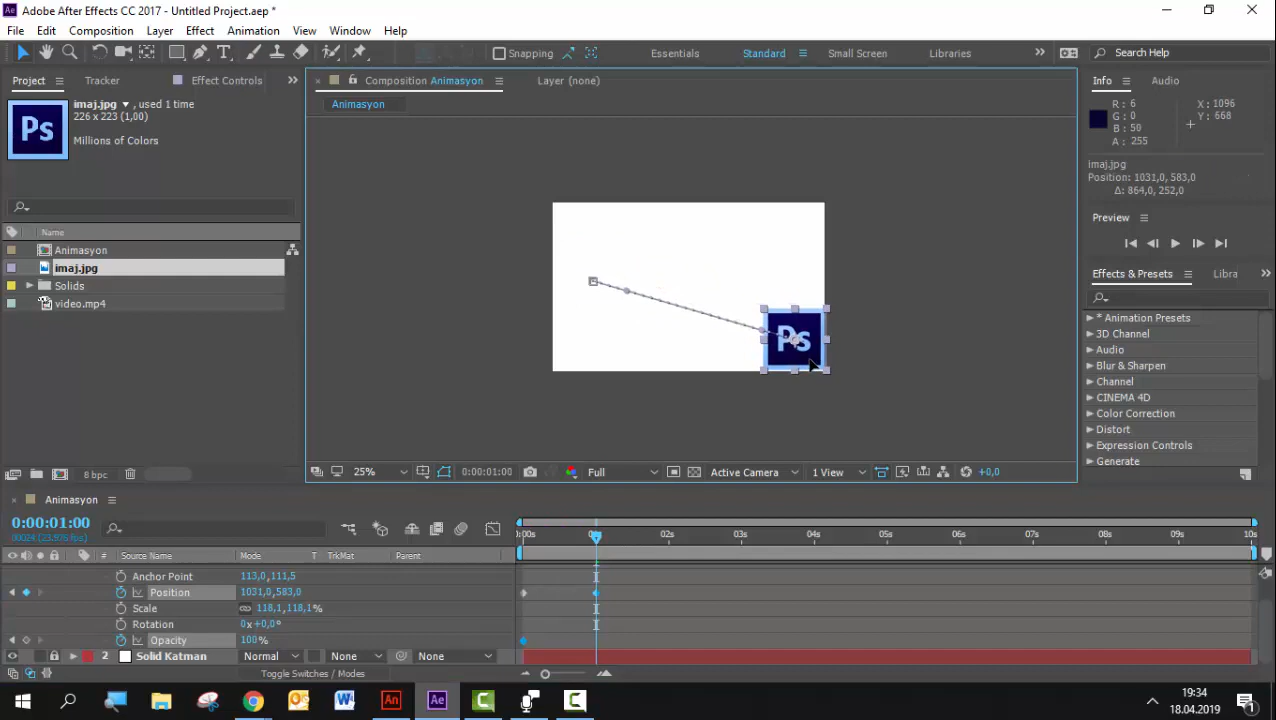 Adobe After Effects CC 2017 - Untitled Project.aep *
File Edit Composition Layer Effect Animation View Window Help
Snapping Essentials Standard Small Screen Libraries Search Help
Project Tracker Effect Controls
imaj.jpg , used 1 time
226 x 223 (1,00)
Millions of Colors
Ps
Name
Animasyon
imaj.jpg
Solids
video.mp4
8 bpc
Composition Animasyon Layer (none)
Animasyon
Ps
25% 0:00:01:00 Full Active Camera 1 View +0,0
Info Audio
R: 6 X: 1096
G: 0 Y: 668
B: 59
A: 255
imaj.jpg
Position: 1031,0, 583,0
Δ: 864,0, 252,0
Preview
Effects & Presets Libra
* Animation Presets
3D Channel
Audio
Blur & Sharpen
Channel
CINEMA 4D
Color Correction
Distort
Expression Controls
Generate
Animasyon
0:00:01:00
00024 (23.976 fps)
:00s 02s 03s 04s 05s 06s 07s 08s 09s 10s
# Source Name Mode T TrkMat Parent
Anchor Point 113,0,111,5
Position 1031,0,583,0
Scale 118,1,118,1%
Rotation 0x+0,0°
Opacity 100%
2 Solid Katman Normal None None
Toggle Switches / Modes
An Ae
19:34
18.04.2019
1